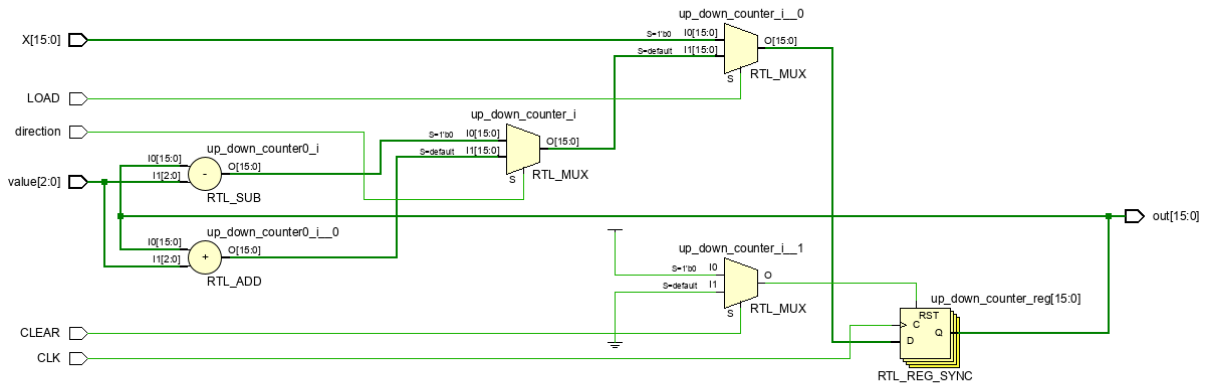 up_down_counter_i__0
X[15:0]
S=1'b0 I0[15:0]
S=default I1[15:0]
O[15:0]
S
RTL_MUX
LOAD
direction
up_down_counter_i
S=1'b0 I0[15:0]
S=default I1[15:0]
O[15:0]
S
RTL_MUX
up_down_counter0_i
I0[15:0]
I1[2:0]
-
O[15:0]
RTL_SUB
value[2:0]
out[15:0]
up_down_counter0_i__0
I0[15:0]
I1[2:0]
+
O[15:0]
RTL_ADD
up_down_counter_i__1
S=1'b0 I0
S=default I1
O
S
RTL_MUX
CLEAR
CLK
up_down_counter_reg[15:0]
RST
C
Q
D
RTL_REG_SYNC